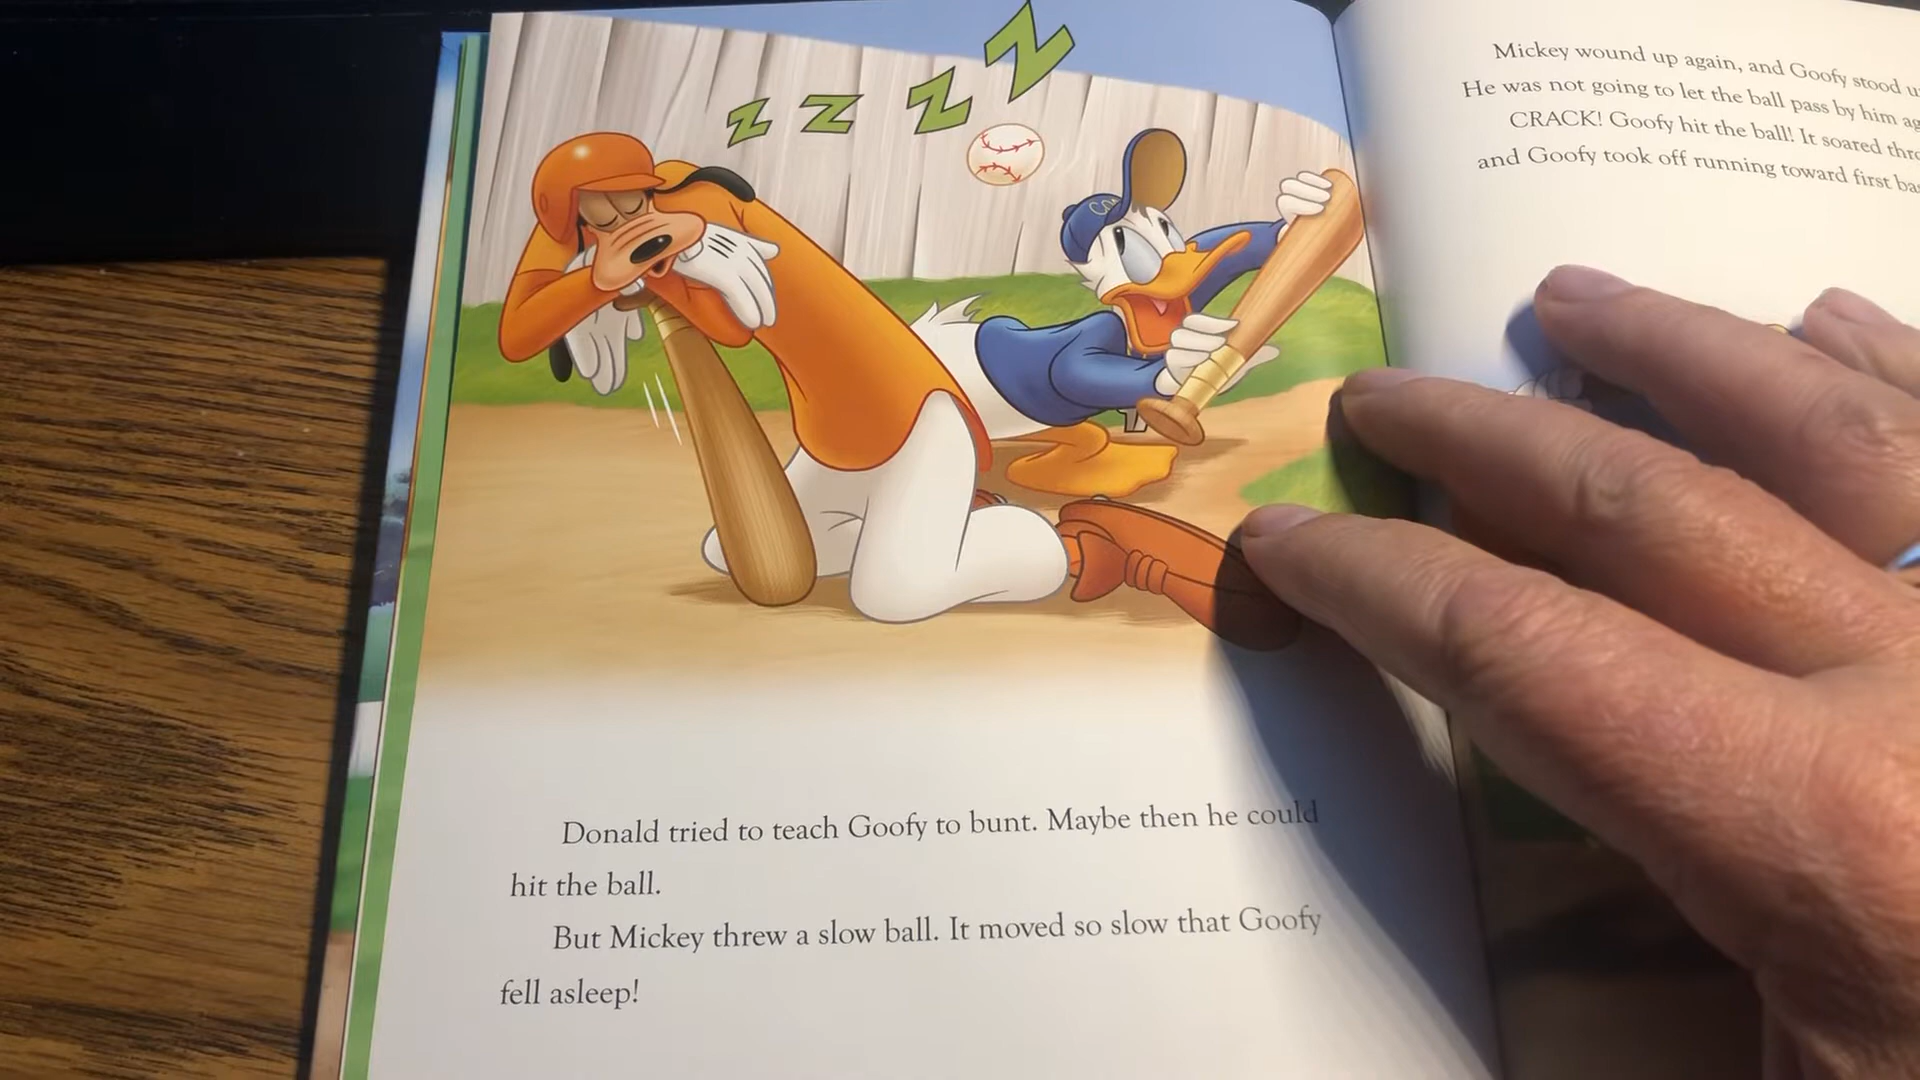 z z z z
Donald tried to teach Goofy to bunt. Maybe then he could
hit the ball.
But Mickey threw a slow ball. It moved so slow that Goofy
fell asleep!
Mickey wound up again, and Goofy stood
He was not going to let the ball pass by him
CRACK! Goofy hit the ball! It soared
and Goofy took off running toward first